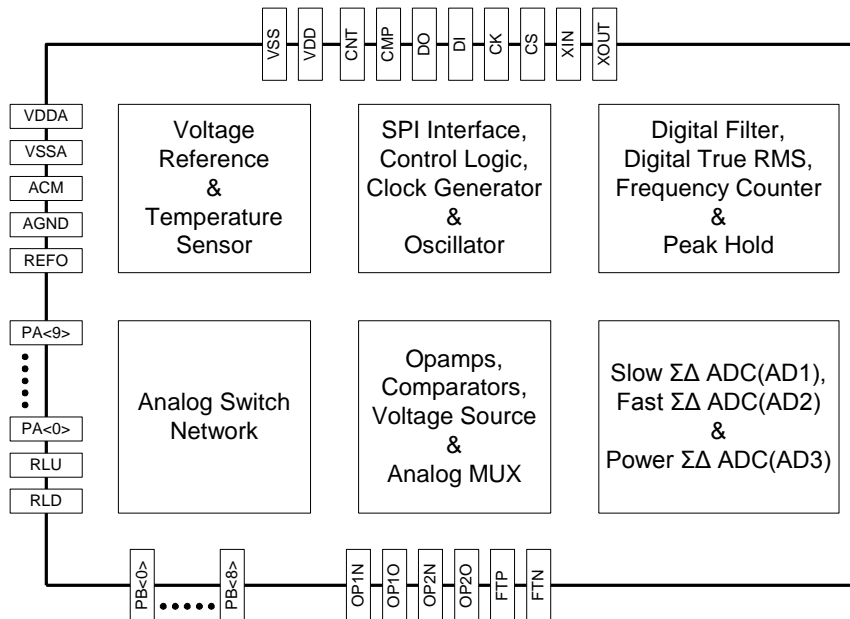 VSS
VDD
CNT
CMP
DO
DI
CK
CS
XIN
XOUT
VDDA
VSSA
ACM
AGND
REFO
PA<9>
PA<0>
RLU
RLD
Voltage
Reference
&
Temperature
Sensor
SPI Interface,
Control Logic,
Clock Generator
&
Oscillator
Digital Filter,
Digital True RMS,
Frequency Counter
&
Peak Hold
Analog Switch
Network
Opamps,
Comparators,
Voltage Source
&
Analog MUX
Slow ΣΔ ADC(AD1),
Fast ΣΔ ADC(AD2)
&
Power ΣΔ ADC(AD3)
PB<0>
PB<8>
OP1N
OP1O
OP2N
OP2O
FTP
FTN